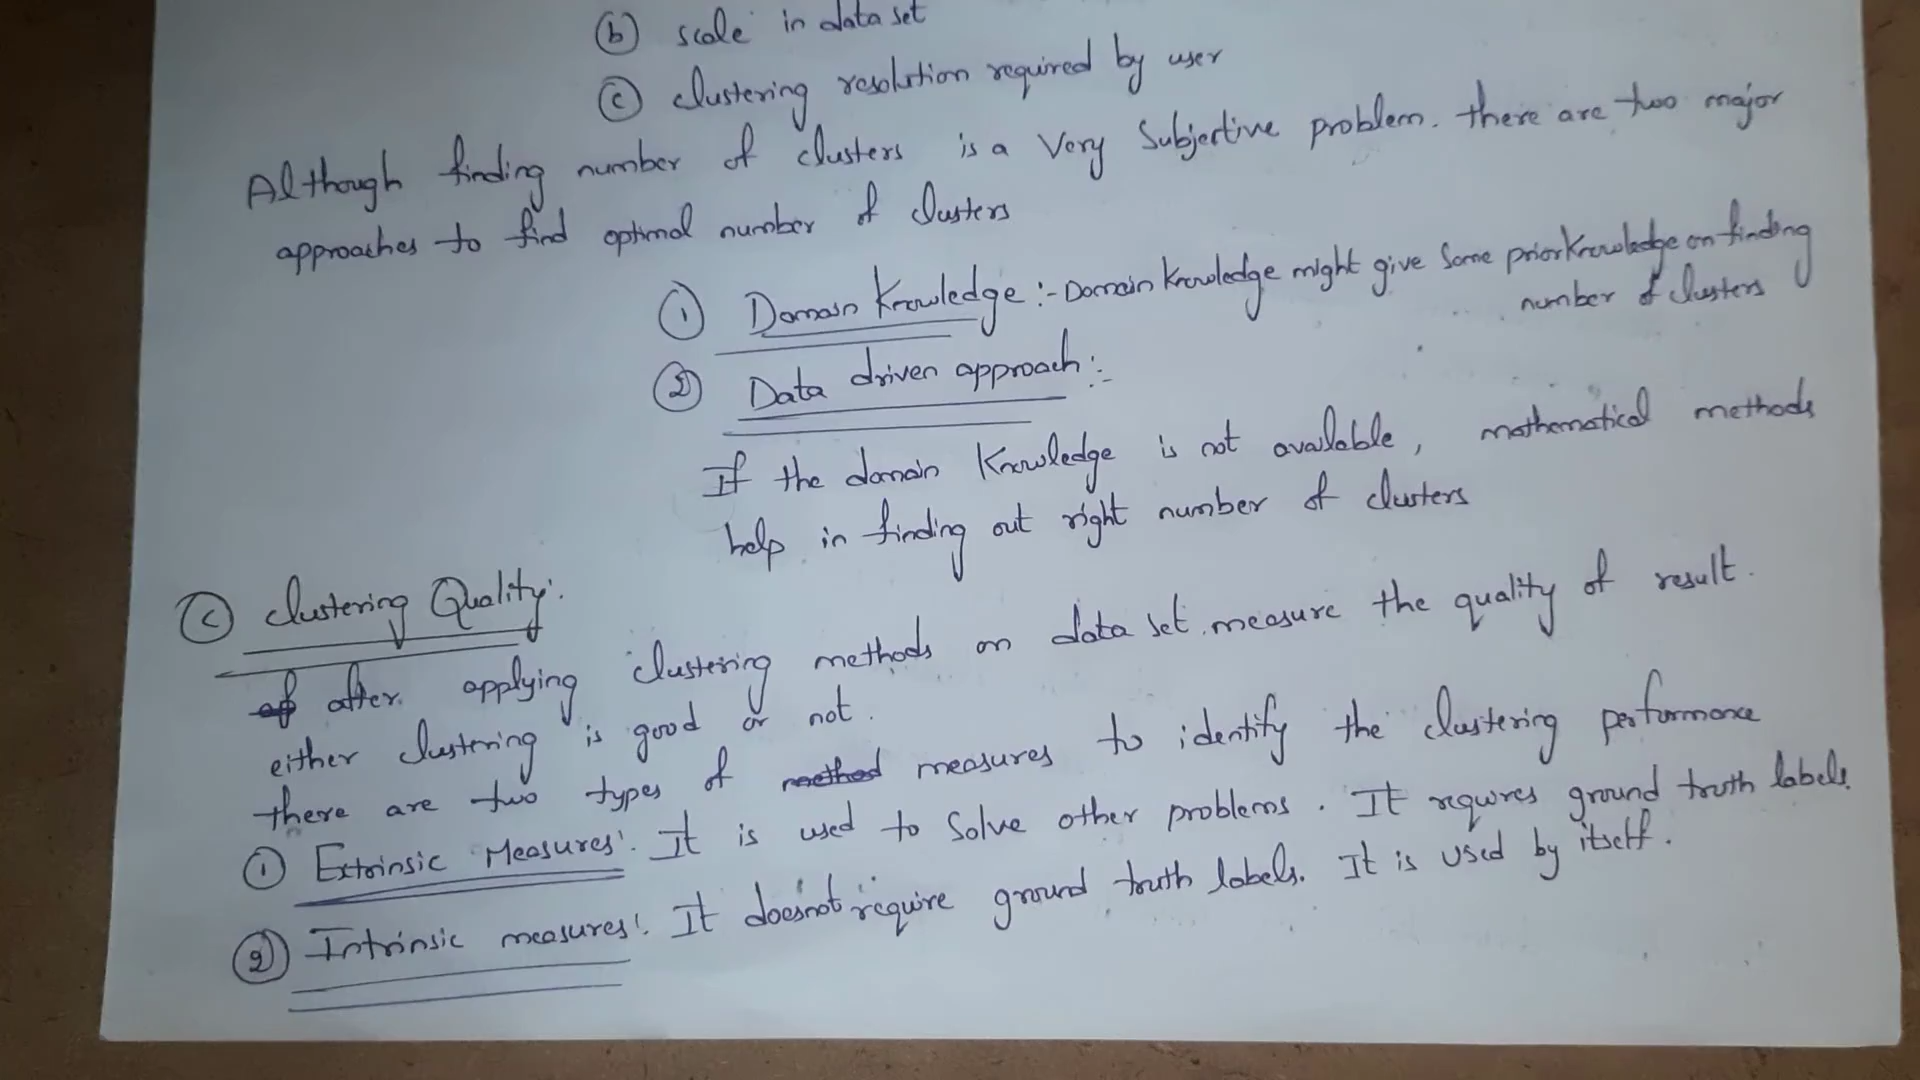 (b) scale in data set
(c) clustering resolution required by user
Although finding number of clusters is a Very Subjective problem. there are two major
approaches to find optimal number of clusters
(1) Domain Knowledge :- Domain Knowledge might give Some prior Knowledge on finding
number of clusters
(2) Data driven approach :-
If the domain Knowledge is not available, mathematical methods
help in finding out right number of clusters
(c) clustering Quality:
after applying clustering methods on data set. measure the quality of result.
either clustering is good or not.
there are two types of method measures to identify the clustering performance
(1) Extrinsic Measures: It is used to Solve other problems. It requires ground truth labels.
(2) Intrinsic measures: It doesnot require ground truth labels. It is used by itself.